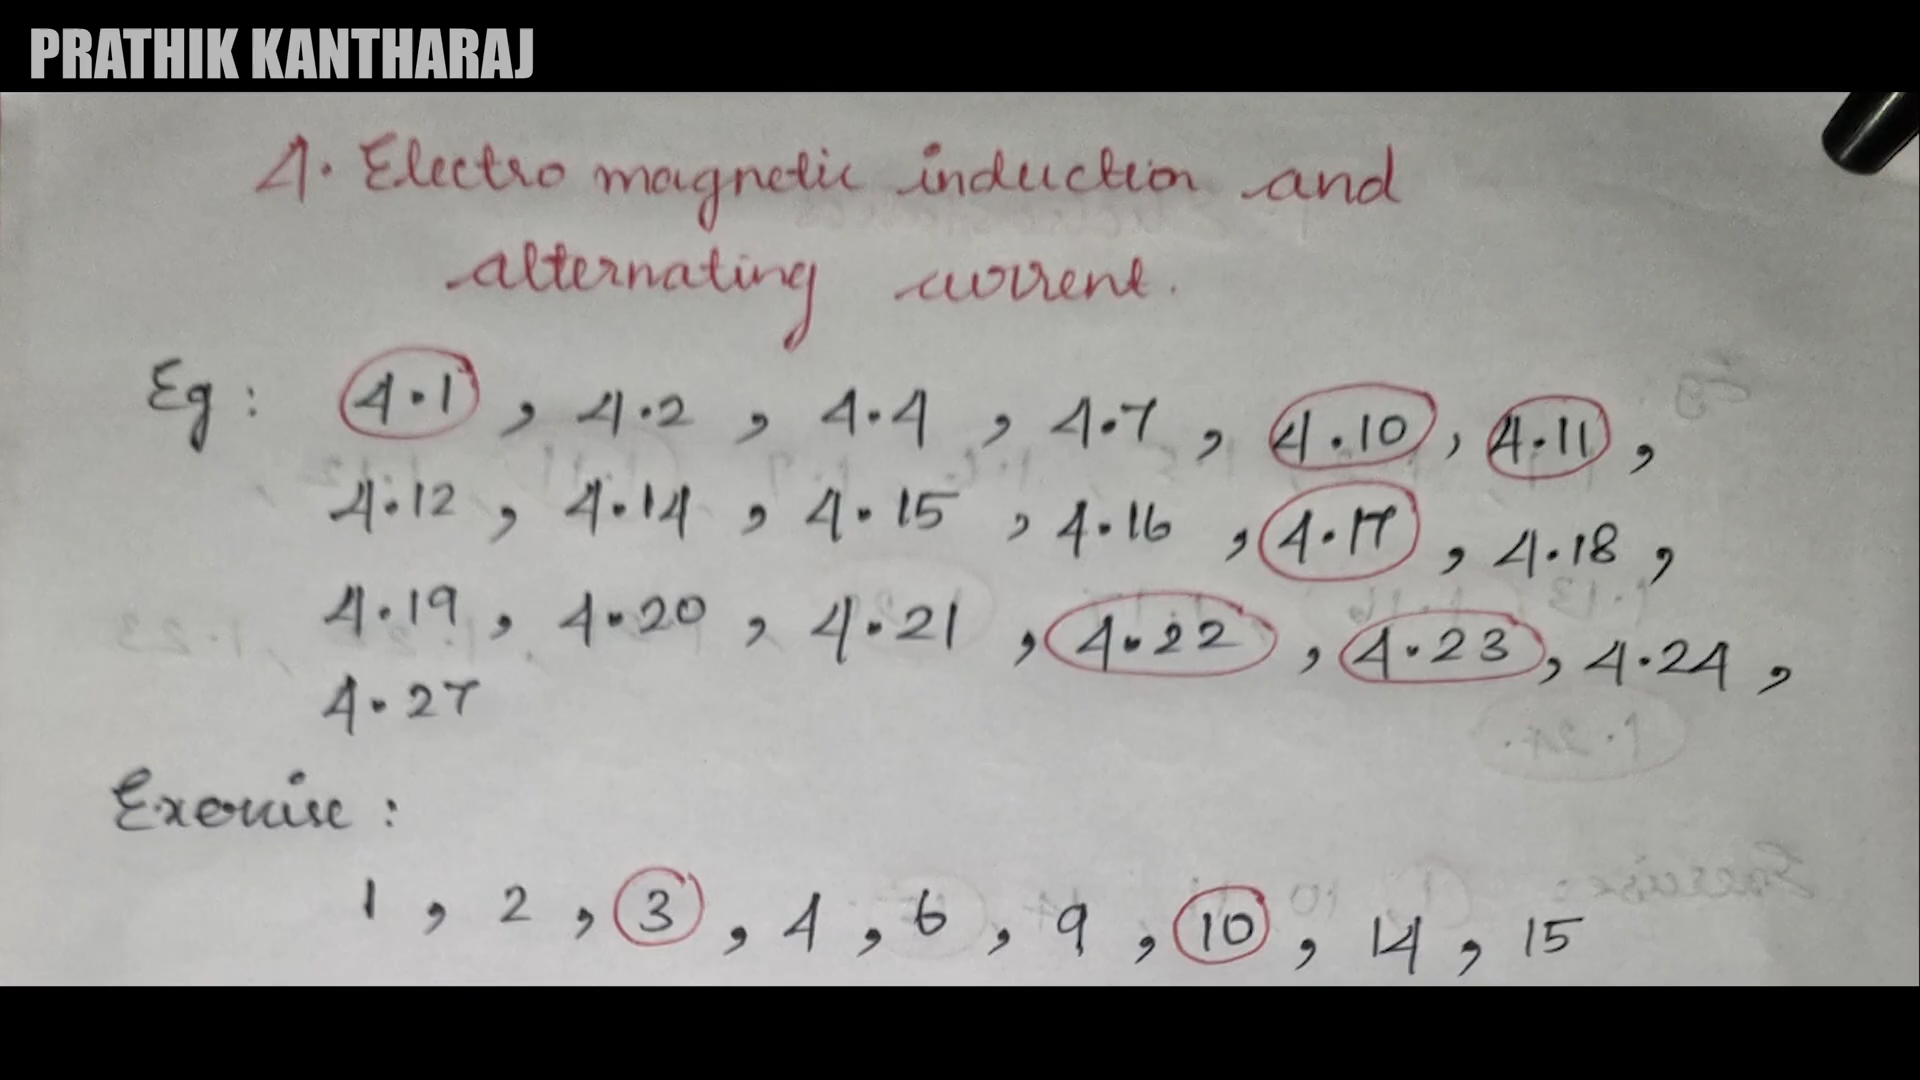 PRATHIK KANTHARAJ
4. Electro magnetic induction and
alternating current.
Eg : 4.1 , 4.2 , 4.4 , 4.7 , 4.10 , 4.11 ,
4.12 , 4.14 , 4.15 , 4.16 , 4.17 , 4.18 ,
4.19 , 4.20 , 4.21 , 4.22 , 4.23 , 4.24 ,
4.27
Exercise :
1 , 2 , 3 , 4 , 6 , 9 , 10 , 14 , 15